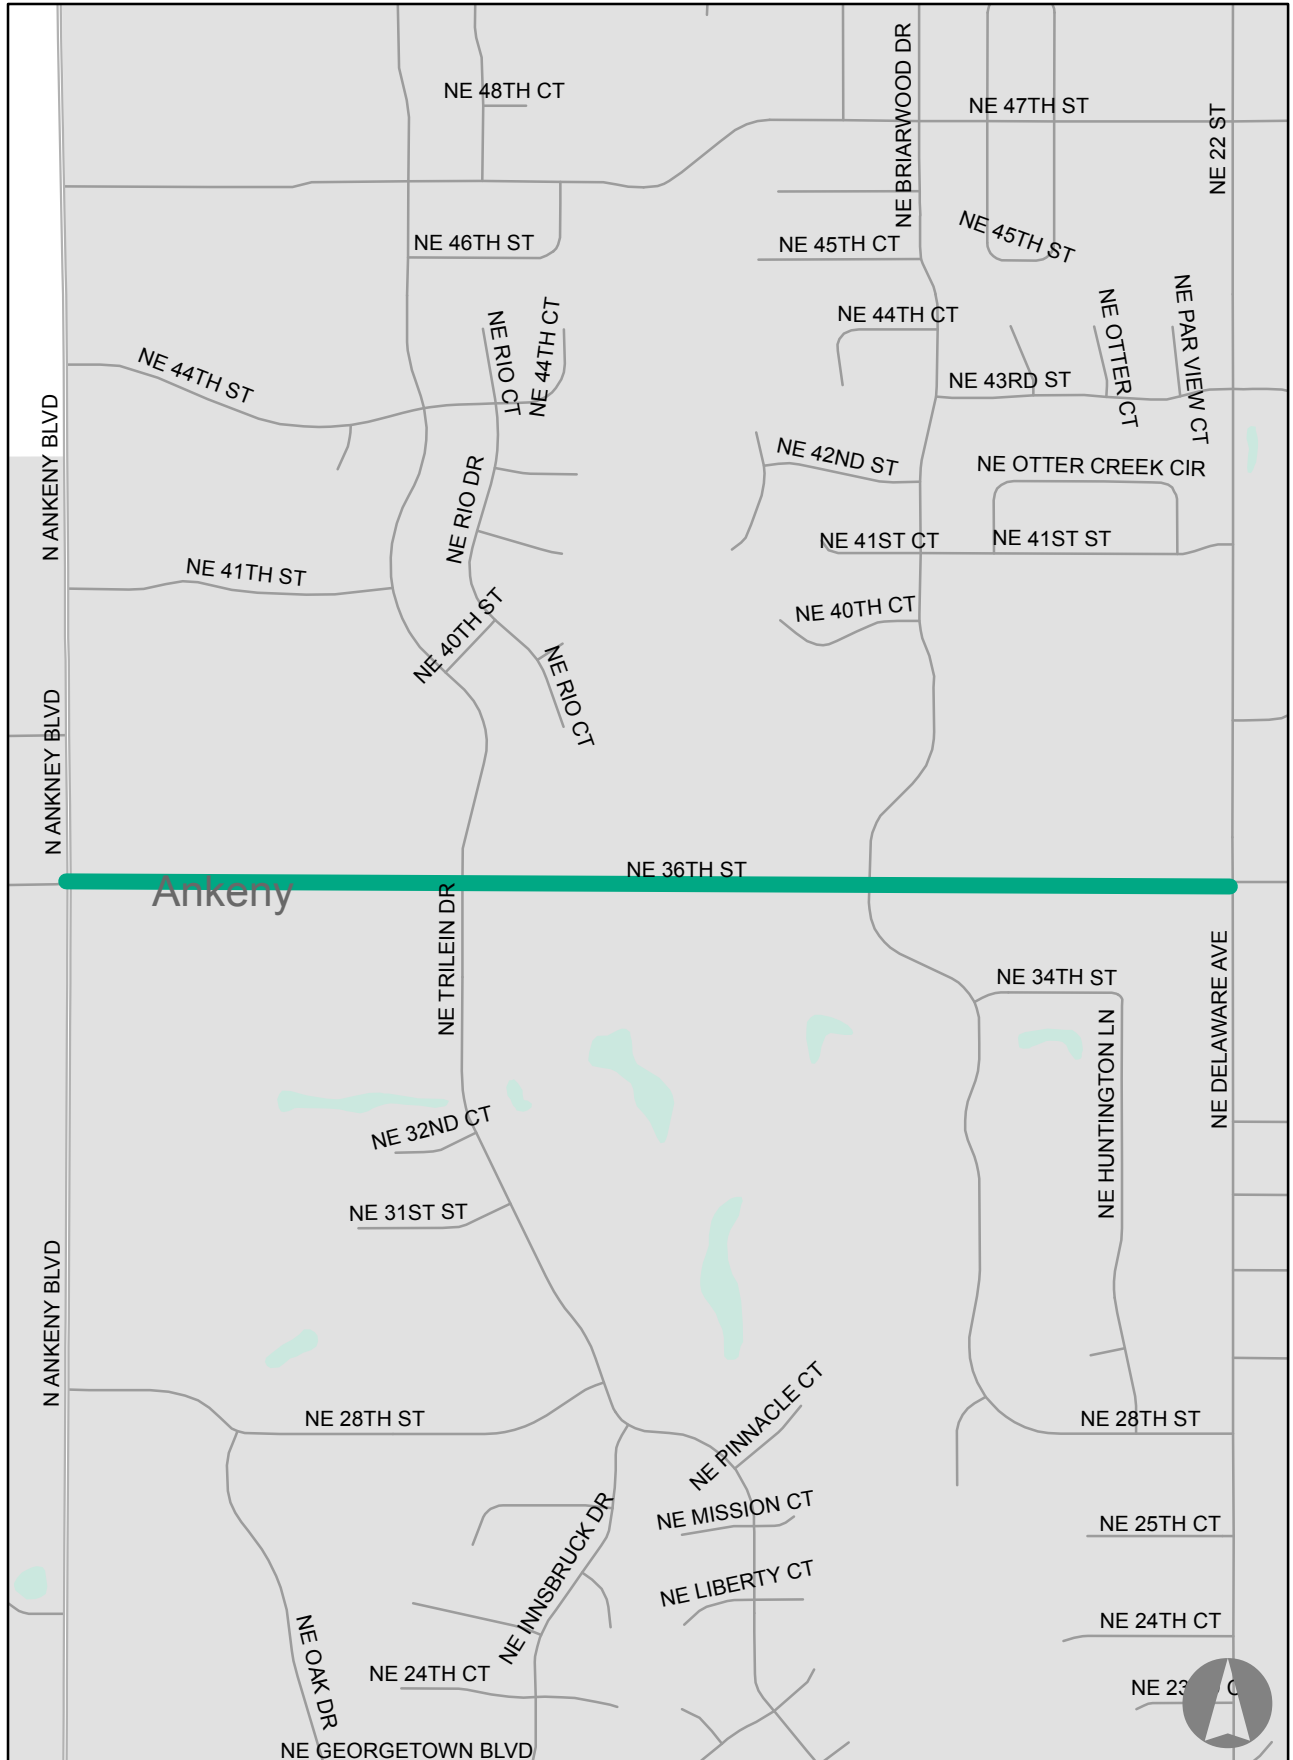 NE 48TH CT
NE BRIARWOOD DR
NE 47TH ST
NE 22 ST
NE 46TH ST
NE 45TH CT
NE 45TH ST
NE 44TH ST
NE RIO CT
NE 44TH CT
NE 44TH CT
NE 43RD ST
NE OTTER CT
NE PAR VIEW CT
N ANKENY BLVD
NE RIO DR
NE 42ND ST
NE OTTER CREEK CIR
NE 41TH ST
NE 41ST CT
NE 41ST ST
NE 40TH ST
NE 40TH CT
NE RIO CT
N ANKNEY BLVD
NE 36TH ST
Ankeny
NE TRILEIN DR
NE 34TH ST
NE DELAWARE AVE
NE HUNTINGTON LN
NE 32ND CT
NE 31ST ST
N ANKENY BLVD
NE 28TH ST
NE PINNACLE CT
NE 28TH ST
NE MISSION CT
NE 25TH CT
NE INNSBRUCK DR
NE LIBERTY CT
NE 24TH CT
NE OAK DR
NE 24TH CT
NE GEORGETOWN BLVD